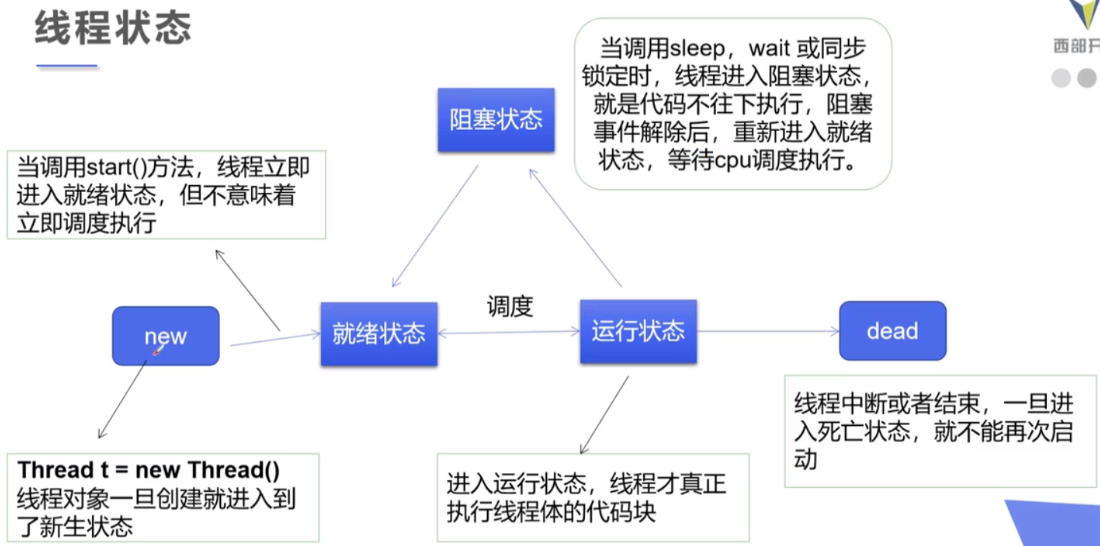 线程状态
西部开
当调用sleep，wait 或同步
锁定时，线程进入阻塞状态，
就是代码不往下执行，阻塞
事件解除后，重新进入就绪
状态，等待cpu调度执行。
阻塞状态
当调用start()方法，线程立即
进入就绪状态，但不意味着
立即调度执行
new
就绪状态
调度
运行状态
dead
Thread t = new Thread()
线程对象一旦创建就进入到
了新生状态
进入运行状态，线程才真正
执行线程体的代码块
线程中断或者结束，一旦进
入死亡状态，就不能再次启
动